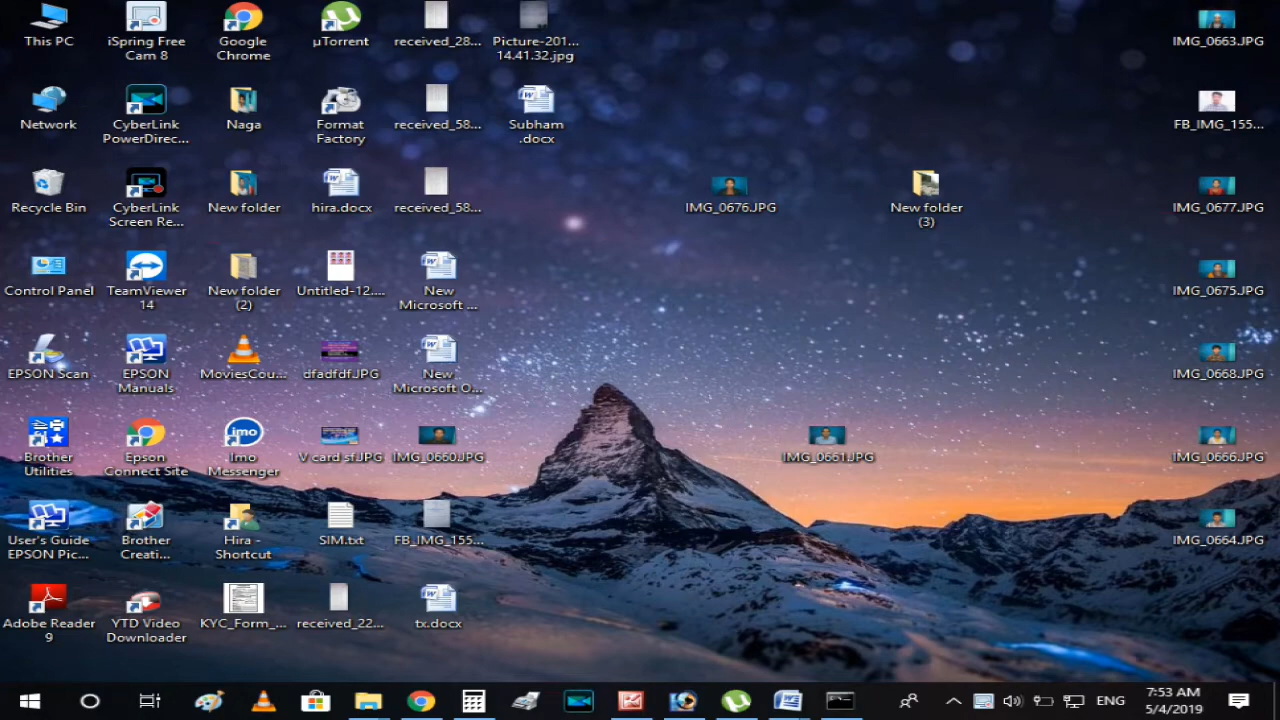 This PC
iSpring Free
Cam 8
Google
Chrome
µTorrent
received_28...
Picture-201...
14.41.32.jpg
IMG_0663.JPG
Network
CyberLink
PowerDirec...
Naga
Format
Factory
received_58...
Subham
.docx
FB_IMG_155...
Recycle Bin
CyberLink
Screen Re...
New folder
hira.docx
received_58...
IMG_0676.JPG
New folder
(3)
IMG_0677.JPG
Control Panel
TeamViewer
14
New folder
(2)
Untitled-12....
New
Microsoft ...
IMG_0675.JPG
EPSON Scan
EPSON
Manuals
MoviesCou...
dfadfdf.JPG
New
Microsoft O...
IMG_0668.JPG
Brother
Utilities
Epson
Connect Site
imo
Imo
Messenger
V card sf.JPG
IMG_0660.JPG
IMG_0661.JPG
IMG_0666.JPG
User's Guide
EPSON Pic...
Brother
Creati...
Hira -
Shortcut
SIM.txt
FB_IMG_155...
IMG_0664.JPG
Adobe Reader
9
YTD Video
Downloader
KYC_Form_...
received_22...
tx.docx
ENG
7:53 AM
5/4/2019